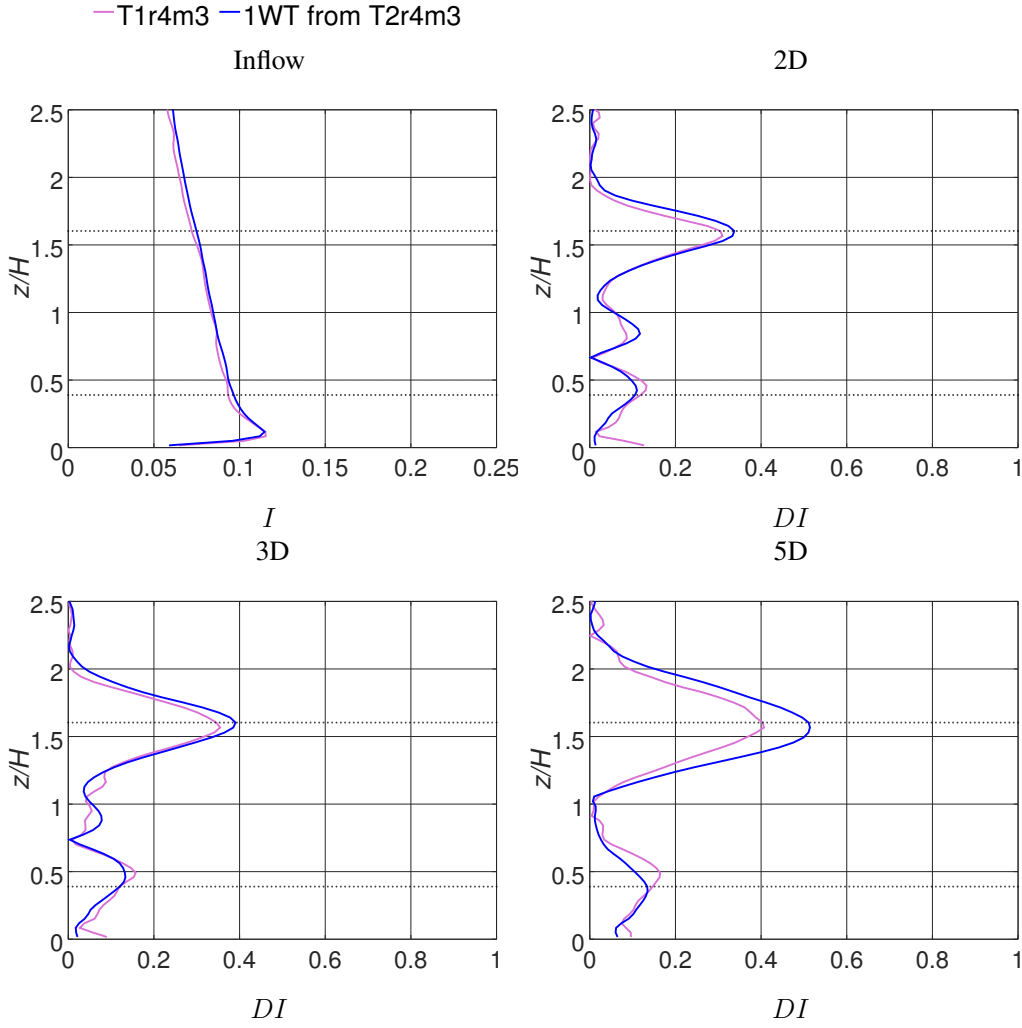 T1r4m3 1WT from T2r4m3
Inflow 2D
2.5 2.5
2 2
1.5 1.5
z/H z/H
1 1
0.5 0.5
0 0
0 0.05 0.1 0.15 0.2 0.25 0 0.2 0.4 0.6 0.8 1
I DI
3D 5D
2.5 2.5
2 2
1.5 1.5
z/H z/H
1 1
0.5 0.5
0 0
0 0.2 0.4 0.6 0.8 1 0 0.2 0.4 0.6 0.8 1
DI DI